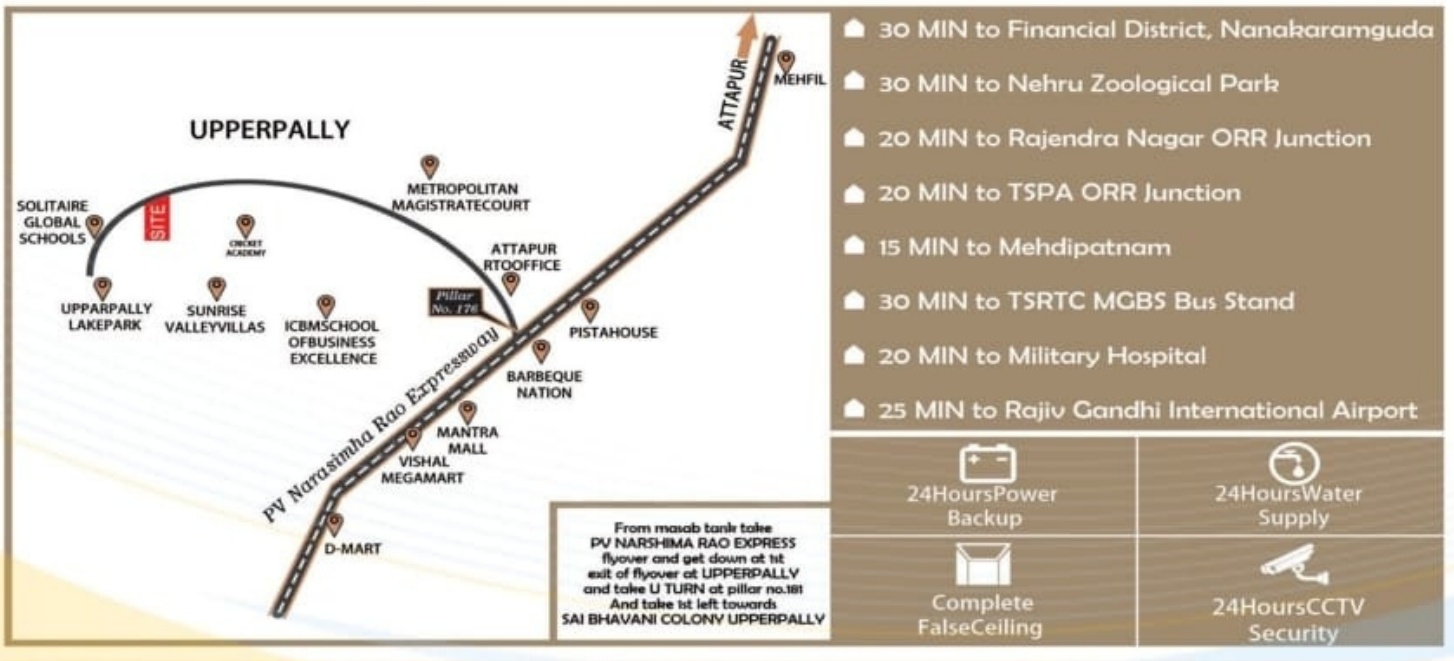 UPPERPALLY
ATTAPUR
MEHFIL
METROPOLITAN
MAGISTRATECOURT
SOLITAIRE
GLOBAL
SCHOOLS
SITE
CRICKET
ACADEMY
ATTAPUR
RTOOFFICE
UPPARPALLY
LAKEPARK
SUNRISE
VALLEYVILLAS
ICBMSCHOOL
OFBUSINESS
EXCELLENCE
Pillar
No. 176
PISTAHOUSE
BARBEQUE
NATION
PV Narasimha Rao Expressway
MANTRA
MALL
VISHAL
MEGAMART
D-MART
From masab tank take
PV NARSHIMA RAO EXPRESS
flyover and get down at 1st
exit of flyover at UPPERPALLY
and take U TURN at pillar no.181
And take 1st left towards
SAI BHAVANI COLONY UPPERPALLY
30 MIN to Financial District, Nanakaramguda
30 MIN to Nehru Zoological Park
20 MIN to Rajendra Nagar ORR Junction
20 MIN to TSPA ORR Junction
15 MIN to Mehdipatnam
30 MIN to TSRTC MGBS Bus Stand
20 MIN to Military Hospital
25 MIN to Rajiv Gandhi International Airport
24HoursPower
Backup
24HoursWater
Supply
Complete
FalseCeiling
24HoursCCTV
Security